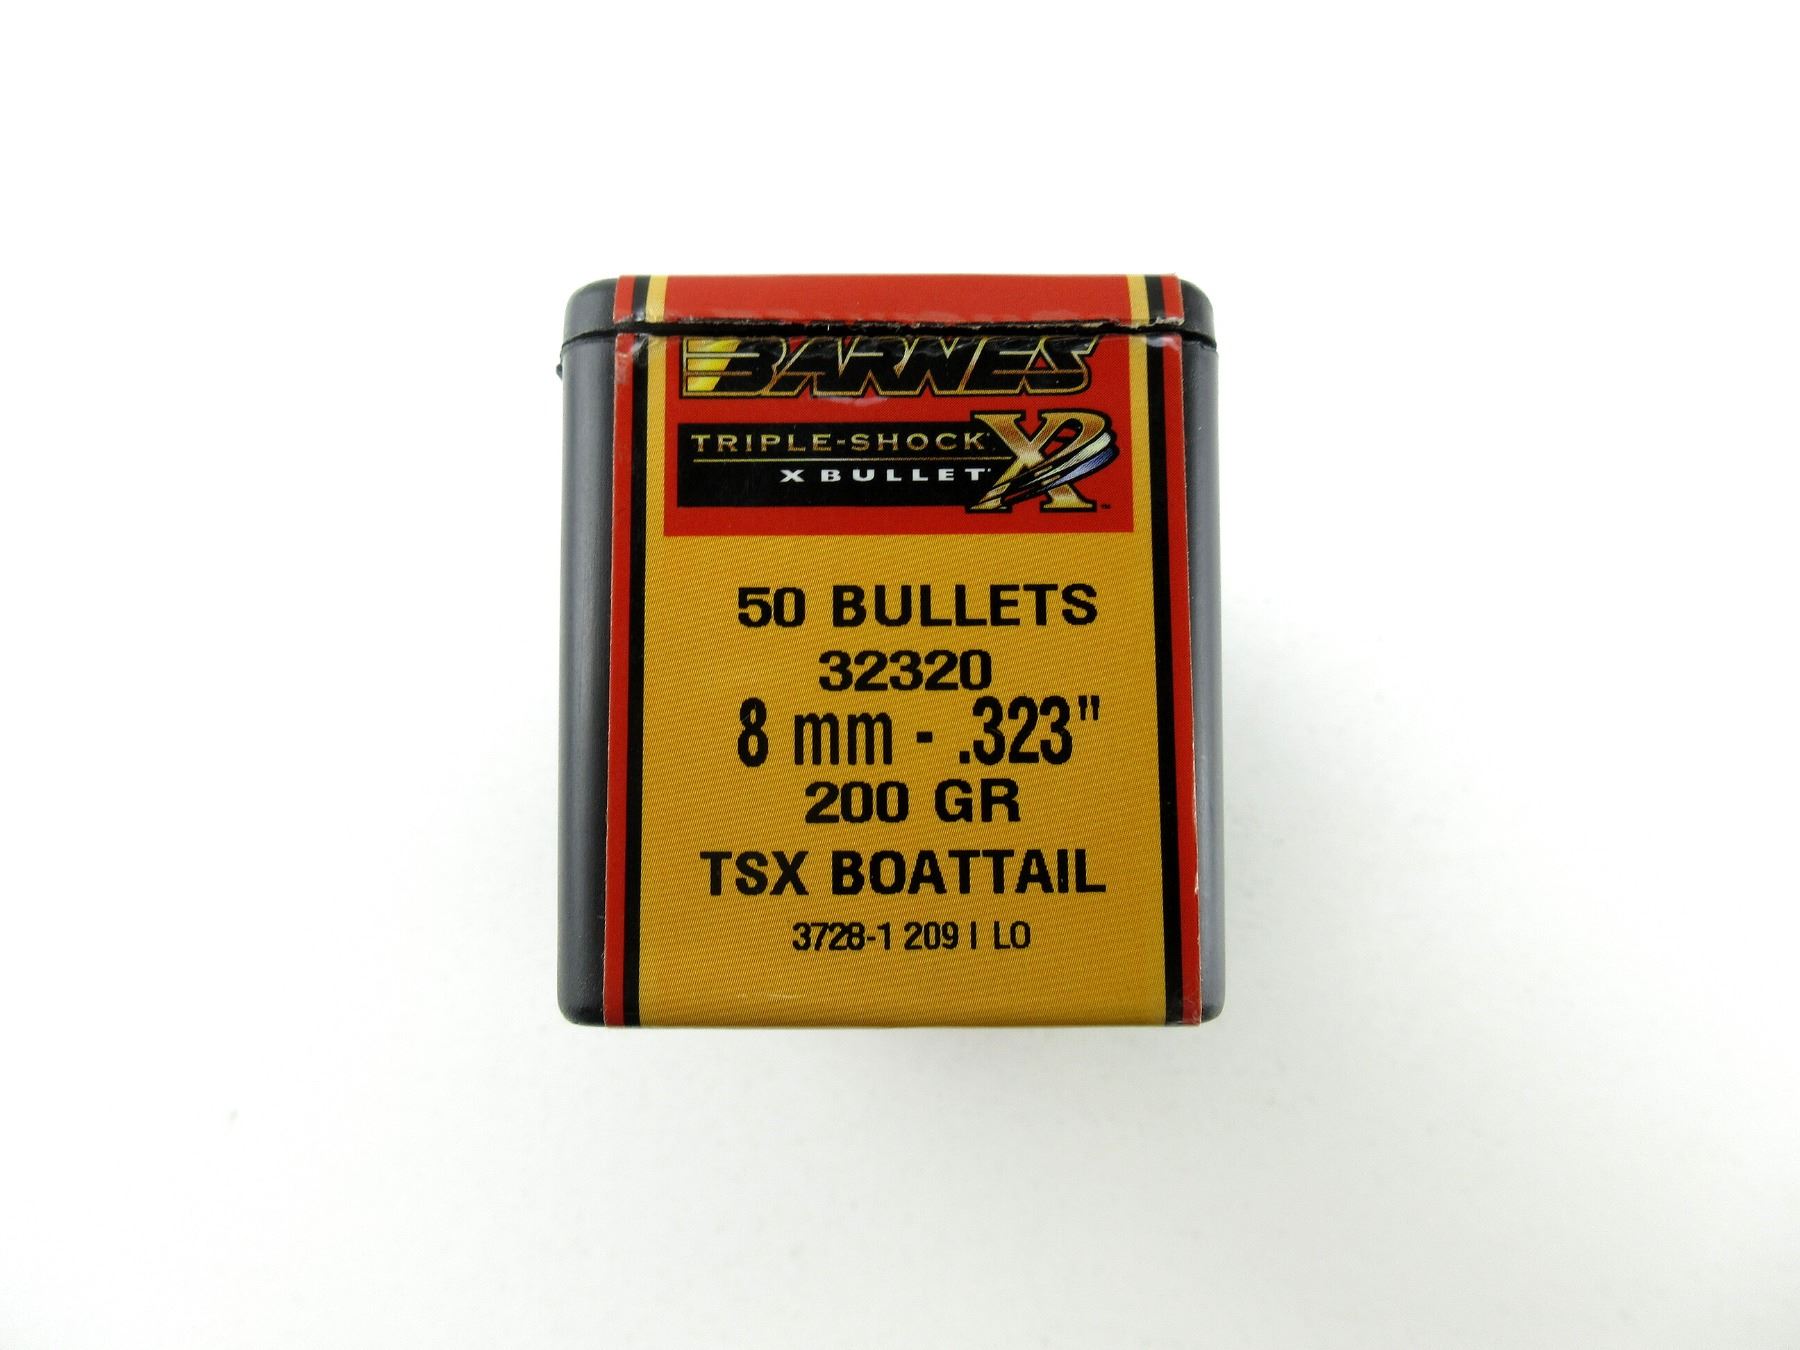 BARNES
TRIPLE-SHOCK
X BULLET
50 BULLETS
32320
8 mm - .323"
200 GR
TSX BOATTAIL
3728-1 209 I LO